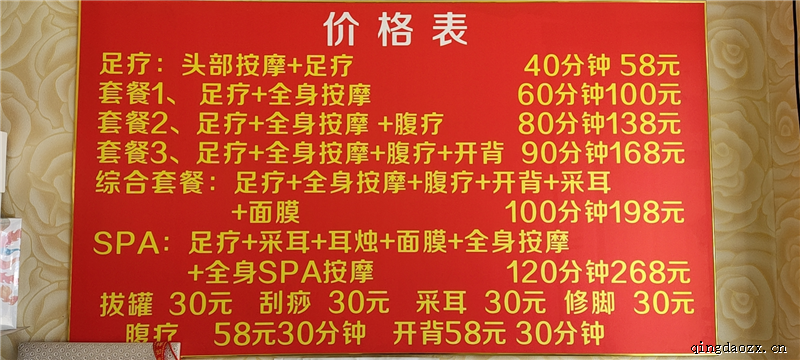 价格表
足疗：头部按摩+足疗 40分钟 58元
套餐1、足疗+全身按摩 60分钟100元
套餐2、足疗+全身按摩 +腹疗 80分钟138元
套餐3、足疗+全身按摩+腹疗+开背 90分钟168元
综合套餐：足疗+全身按摩+腹疗+开背+采耳
+面膜 100分钟198元
SPA：足疗+采耳+耳烛+面膜+全身按摩
+全身SPA按摩 120分钟268元
拔罐 30元 刮痧 30元 采耳 30元 修脚 30元
腹疗 58元30分钟 开背58元 30分钟
qingdaozx.cn